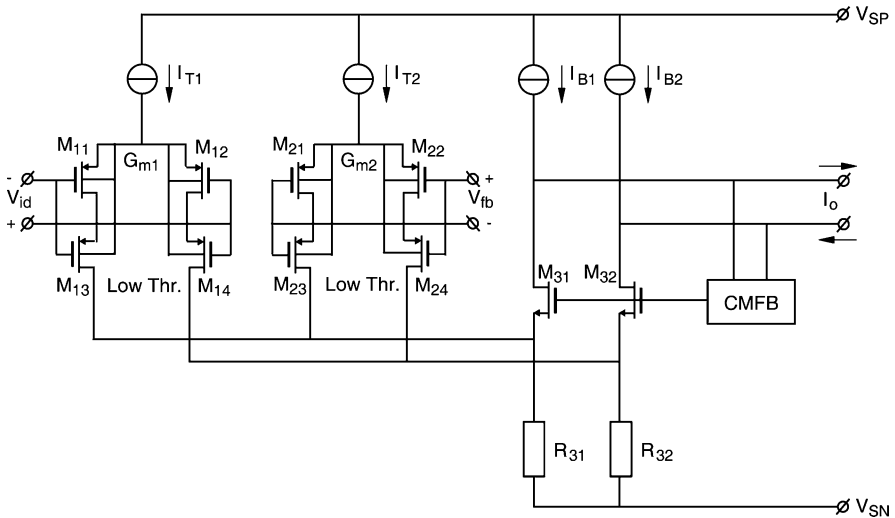 V_SP
I_T1 I_T2 I_B1 I_B2
M_11 M_12 M_21 M_22
G_m1 G_m2
- + 
V_id V_fb I_o
+ -
M_13 Low Thr. M_14 M_23 Low Thr. M_24 M_31 M_32
CMFB
R_31 R_32
V_SN